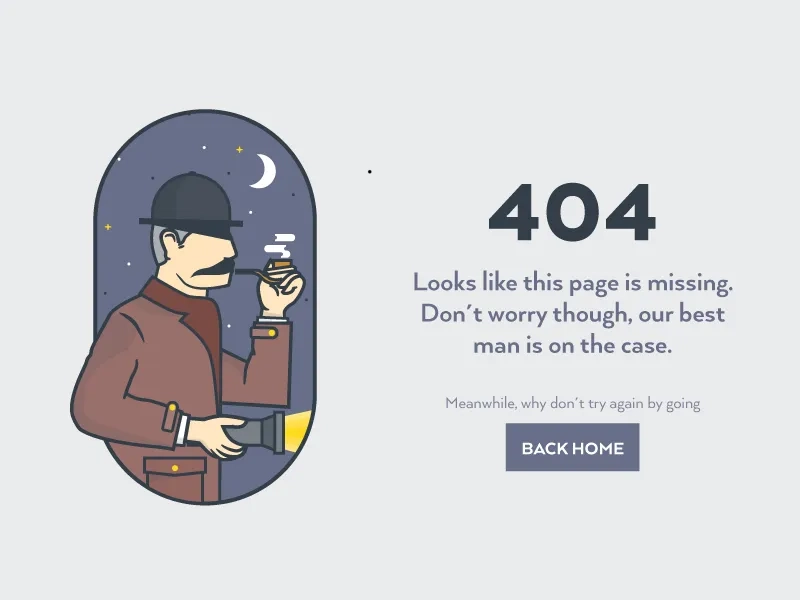 404
Looks like this page is missing.
Don't worry though, our best
man is on the case.
Meanwhile, why don't try again by going
BACK HOME